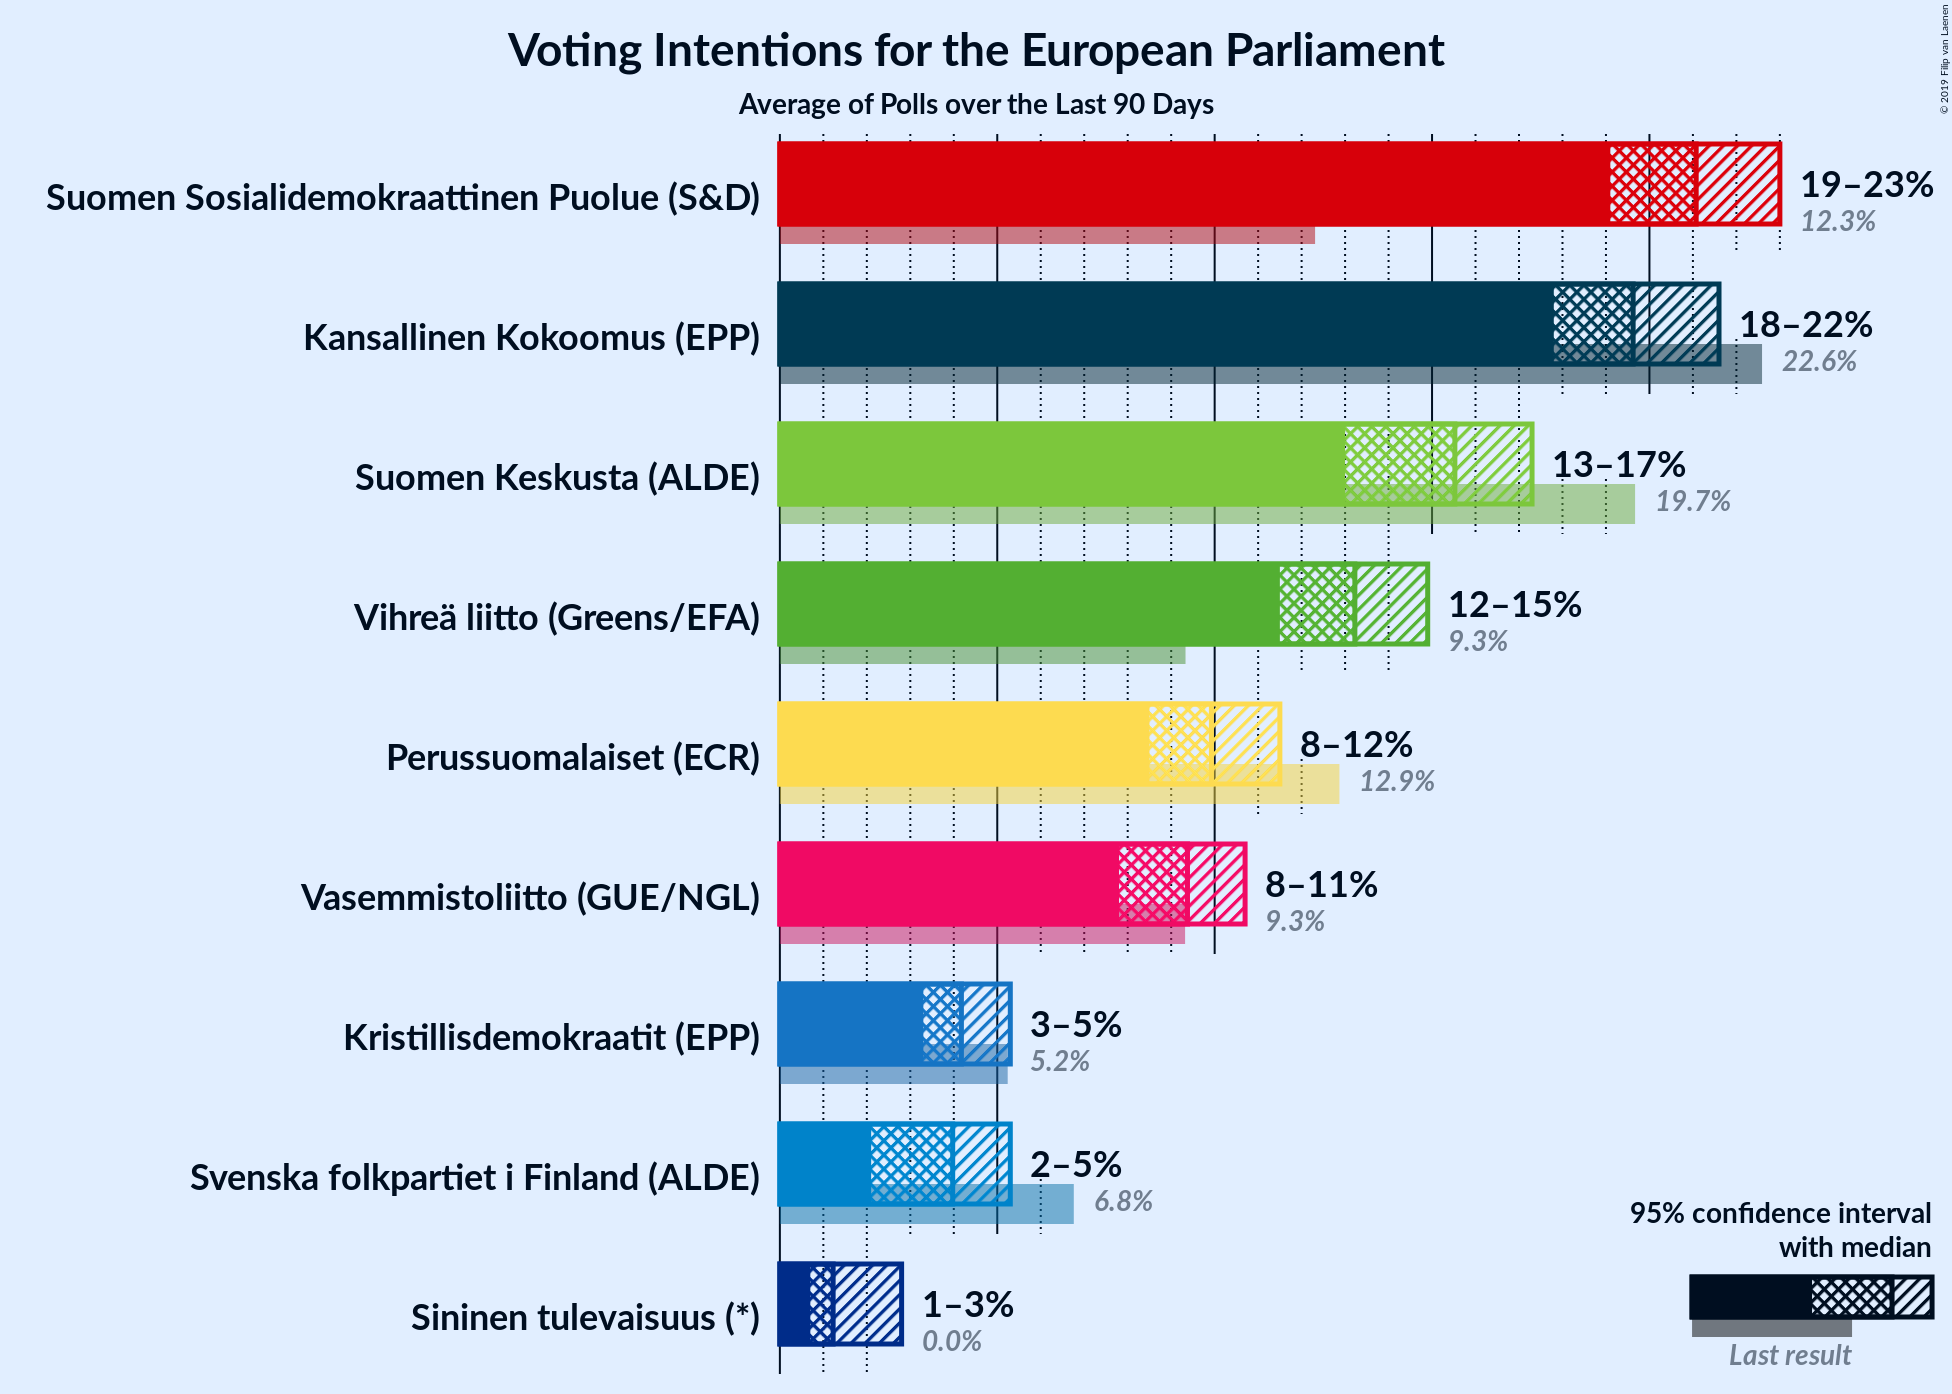 Voting Intentions for the European Parliament
Average of Polls over the Last 90 Days
© 2019 Filip van Laenen
Suomen Sosialidemokraattinen Puolue (S&D)
19–23%
12.3%
Kansallinen Kokoomus (EPP)
18–22%
22.6%
Suomen Keskusta (ALDE)
13–17%
19.7%
Vihreä liitto (Greens/EFA)
12–15%
9.3%
Perussuomalaiset (ECR)
8–12%
12.9%
Vasemmistoliitto (GUE/NGL)
8–11%
9.3%
Kristillisdemokraatit (EPP)
3–5%
5.2%
Svenska folkpartiet i Finland (ALDE)
2–5%
6.8%
Sininen tulevaisuus (*)
1–3%
0.0%
95% confidence interval
with median
Last result